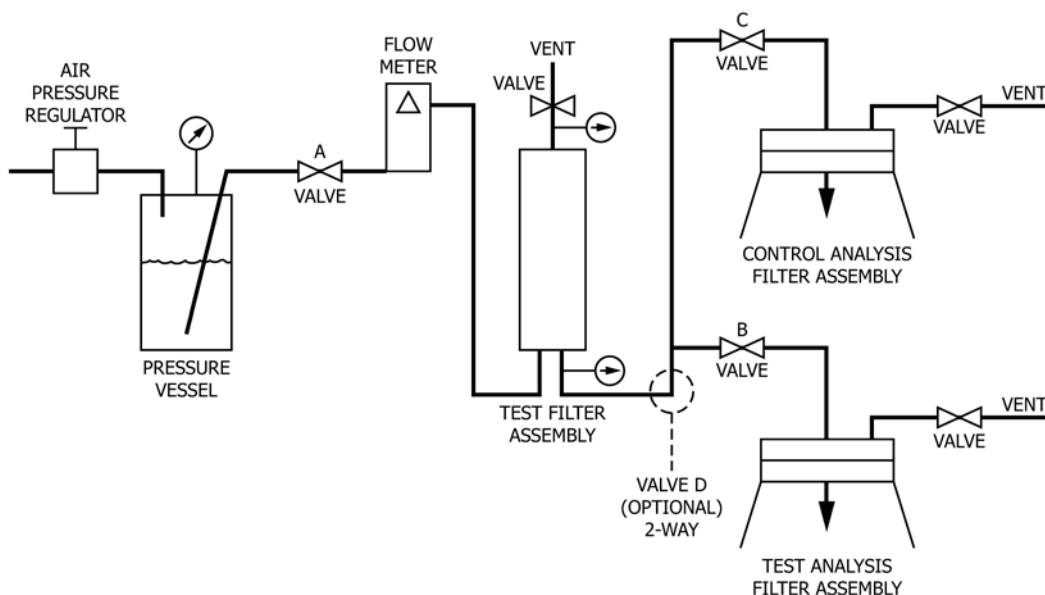 AIR
PRESSURE
REGULATOR
PRESSURE
VESSEL
A
VALVE
FLOW
METER
VENT
VALVE
TEST FILTER
ASSEMBLY
VALVE D
(OPTIONAL)
2-WAY
C
VALVE
VENT
VALVE
CONTROL ANALYSIS
FILTER ASSEMBLY
B
VALVE
VENT
VALVE
TEST ANALYSIS
FILTER ASSEMBLY